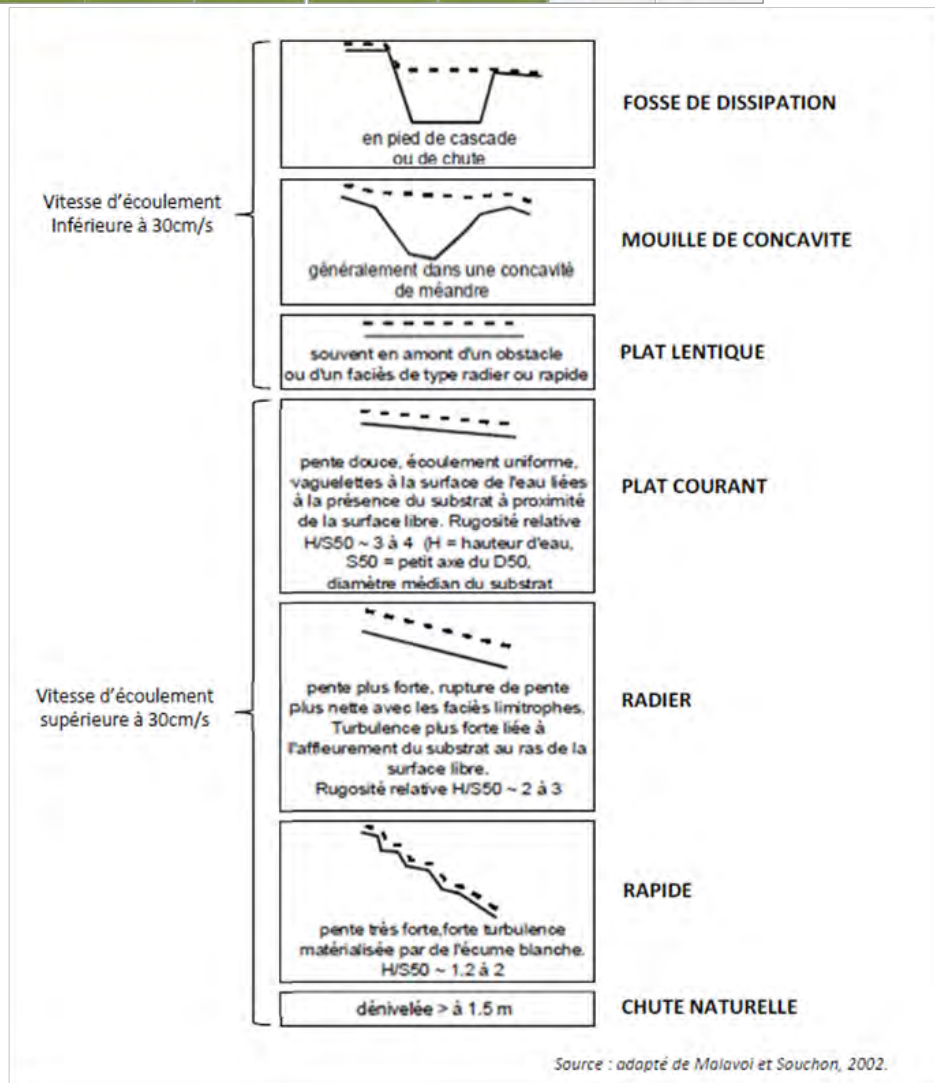 en pied de cascade
ou de chute
FOSSE DE DISSIPATION
Vitesse d'écoulement
Inférieure à 30cm/s
généralement dans une concavité
de méandre
MOUILLE DE CONCAVITE
souvent en amont d'un obstacle
ou d'un faciès de type radier ou rapide
PLAT LENTIQUE
pente douce, écoulement uniforme,
vaguelettes à la surface de l'eau liées
à la présence du substrat à proximité
de la surface libre. Rugosité relative
H/S50 ~ 3 à 4 (H = hauteur d'eau,
S50 = petit axe du D50,
diamètre médian du substrat
PLAT COURANT
Vitesse d'écoulement
supérieure à 30cm/s
pente plus forte, rupture de pente
plus nette avec les faciès limitrophes.
Turbulence plus forte liée à
l'affleurement du substrat au ras de la
surface libre.
Rugosité relative H/S50 ~ 2 à 3
RADIER
pente très forte,forte turbulence
matérialisée par de l'écume blanche.
H/S50 ~ 1.2 à 2
RAPIDE
dénivelée > à 1.5 m
CHUTE NATURELLE
Source : adapté de Malavoi et Souchon, 2002.